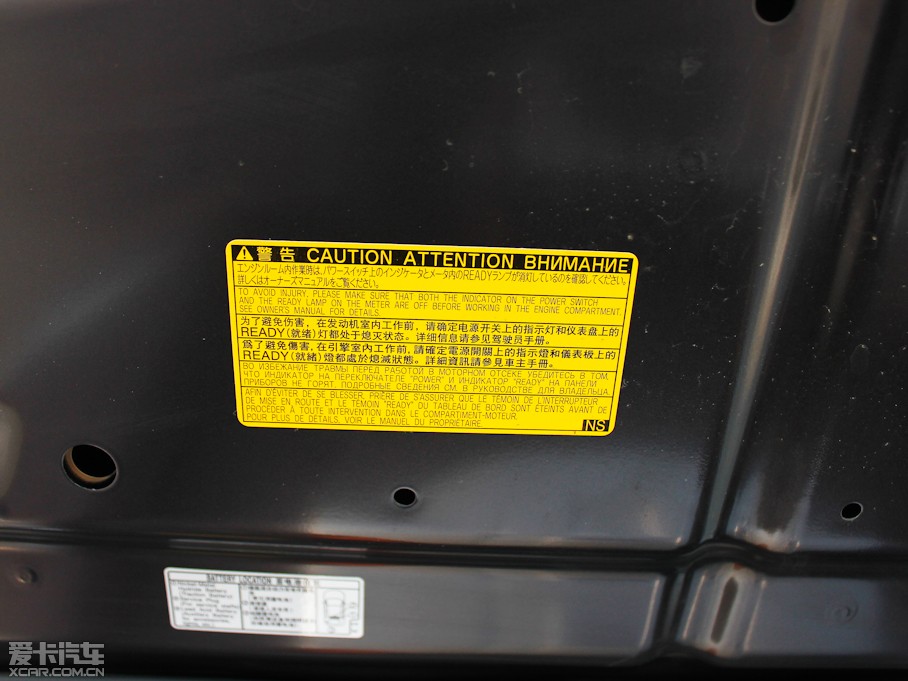 警告 CAUTION ATTENTION ВНИМАНИЕ
エンジンルーム内作業時は、パワースイッチ上のインジケータとメータ内のREADYランプが消灯しているのを確認してください。
詳しくはオーナーズマニュアルをご覧ください。
TO AVOID INJURY, PLEASE MAKE SURE THAT BOTH THE INDICATOR ON THE POWER SWITCH
AND THE READY LAMP ON THE METER ARE OFF BEFORE WORKING IN THE ENGINE COMPARTMENT.
SEE OWNER'S MANUAL FOR DETAILS.
为了避免伤害，在发动机室内工作前，请确定电源开关上的指示灯和仪表盘上的
READY(就绪)灯都处于熄灭状态。详细信息请参见驾驶员手册.
爲了避免傷害，在引擎室內工作前，請確定電源開關上的指示燈和儀表板上的
READY(就緒)燈都處於熄滅狀態。詳細資訊請參見車主手冊.
ВО ИЗБЕЖАНИЕ ТРАВМЫ ПЕРЕД РАБОТОЙ В МОТОРНОМ ОТСЕКЕ УБЕДИТЕСЬ В ТОМ,
ЧТО ИНДИКАТОР НА ПЕРЕКЛЮЧАТЕЛЕ "POWER" И ИНДИКАТОР "READY" НА ПАНЕЛИ
ПРИБОРОВ НЕ ГОРЯТ. ПОДРОБНЫЕ СВЕДЕНИЯ СМ. В РУКОВОДСТВЕ ДЛЯ ВЛАДЕЛЬЦА.
AFIN D'ÉVITER DE SE BLESSER, PRIÈRE DE S'ASSURER QUE LE TÉMOIN DE L'INTERRUPTEUR
DE MISE EN ROUTE ET LE TÉMOIN "READY" DU TABLEAU DE BORD SONT ÉTEINTS AVANT DE
PROCÉDER À TOUTE INTERVENTION DANS LE COMPARTIMENT-MOTEUR.
POUR PLUS DE DETAILS, VOIR LE MANUEL DU PROPRIÉTAIRE.
NS
BATTERY LOCATION
Hybrid Battery
(Traction Battery)
(For service staffs)
Lead Acid Battery
(Auxiliary Battery
爱卡汽车
XCAR.COM.CN